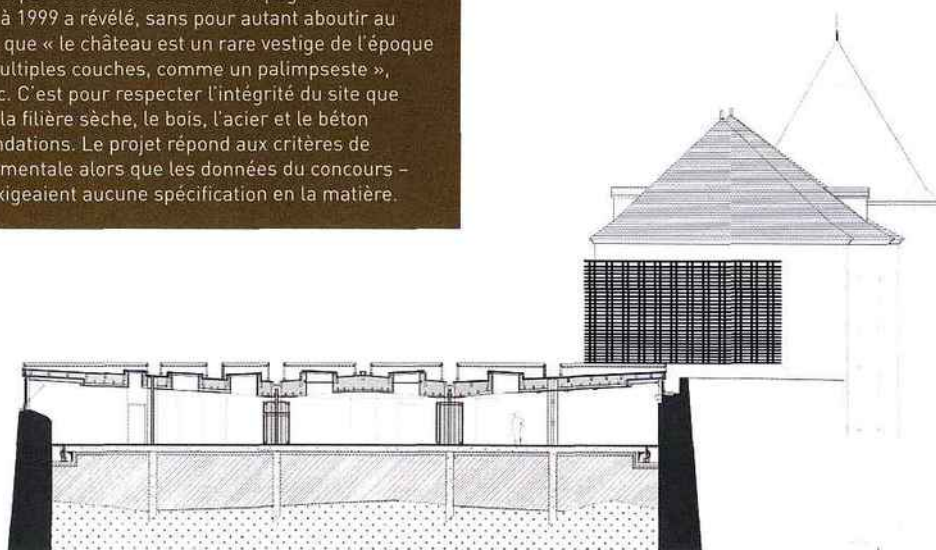 à 1999 a révélé, sans pour autant aboutir au
que « le château est un rare vestige de l'époque
ultiples couches, comme un palimpseste »,
c. C'est pour respecter l'intégrité du site que
la filière sèche, le bois, l'acier et le béton
ndations. Le projet répond aux critères de
mentale alors que les données du concours –
xigeaient aucune spécification en la matière.